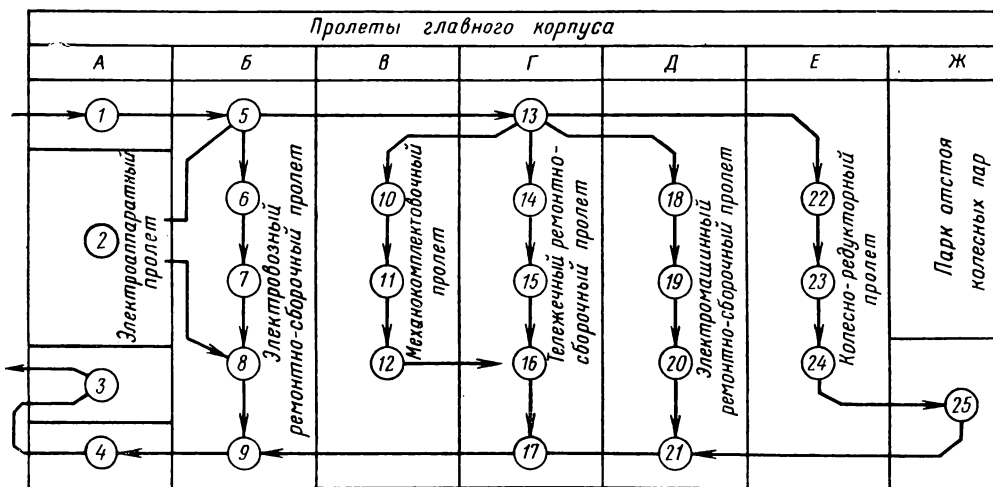 Пролеты главного корпуса
А Б В Г Д Е Ж
1 5 13
2
Электроаппаратный
пролет
3
4
6
7
8
9
Электровозный
ремонтно-сборочный пролет
10
11
12
Механокомплектовочный
пролет
14
15
16
17
Тележечный ремонтно-
сборочный пролет
18
19
20
21
Электромашинный
ремонтно-сборочный пролет
22
23
24
Колесно-редукторный
пролет
Парк отстоя
колесных пар
25